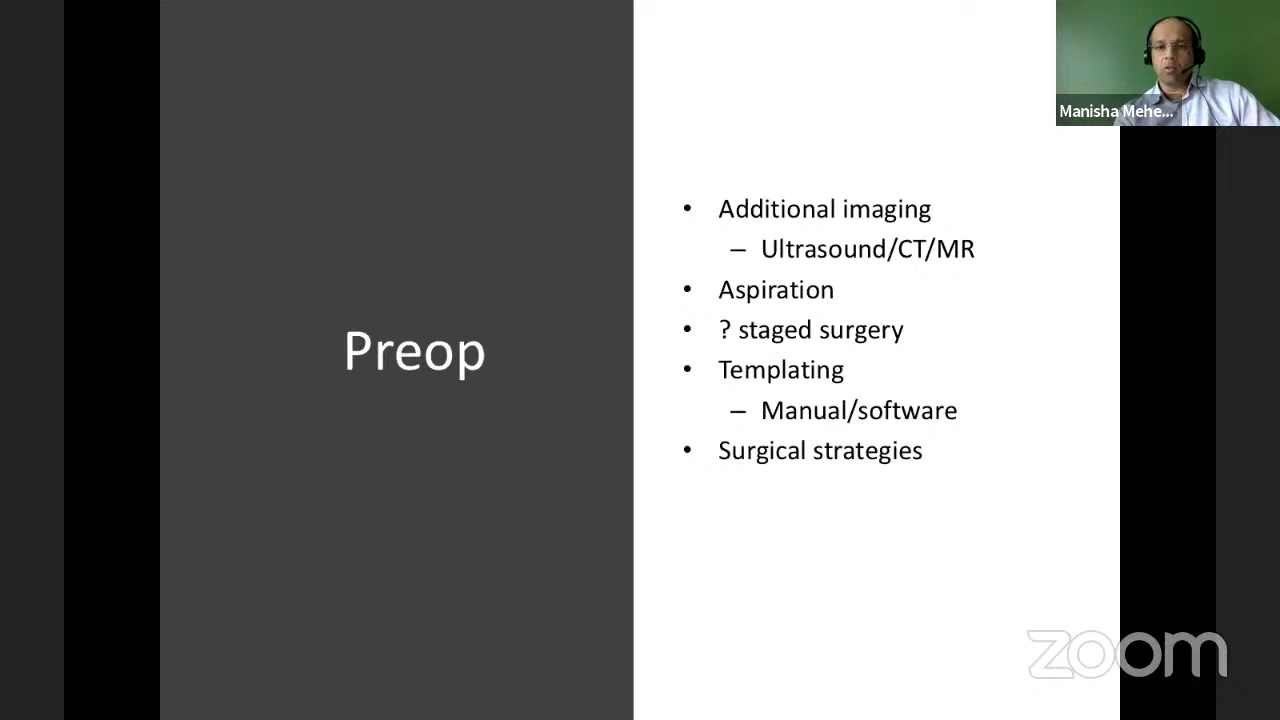 Manisha Mehe...
Preop
• Additional imaging
– Ultrasound/CT/MR
• Aspiration
• ? staged surgery
• Templating
– Manual/software
• Surgical strategies
zoom